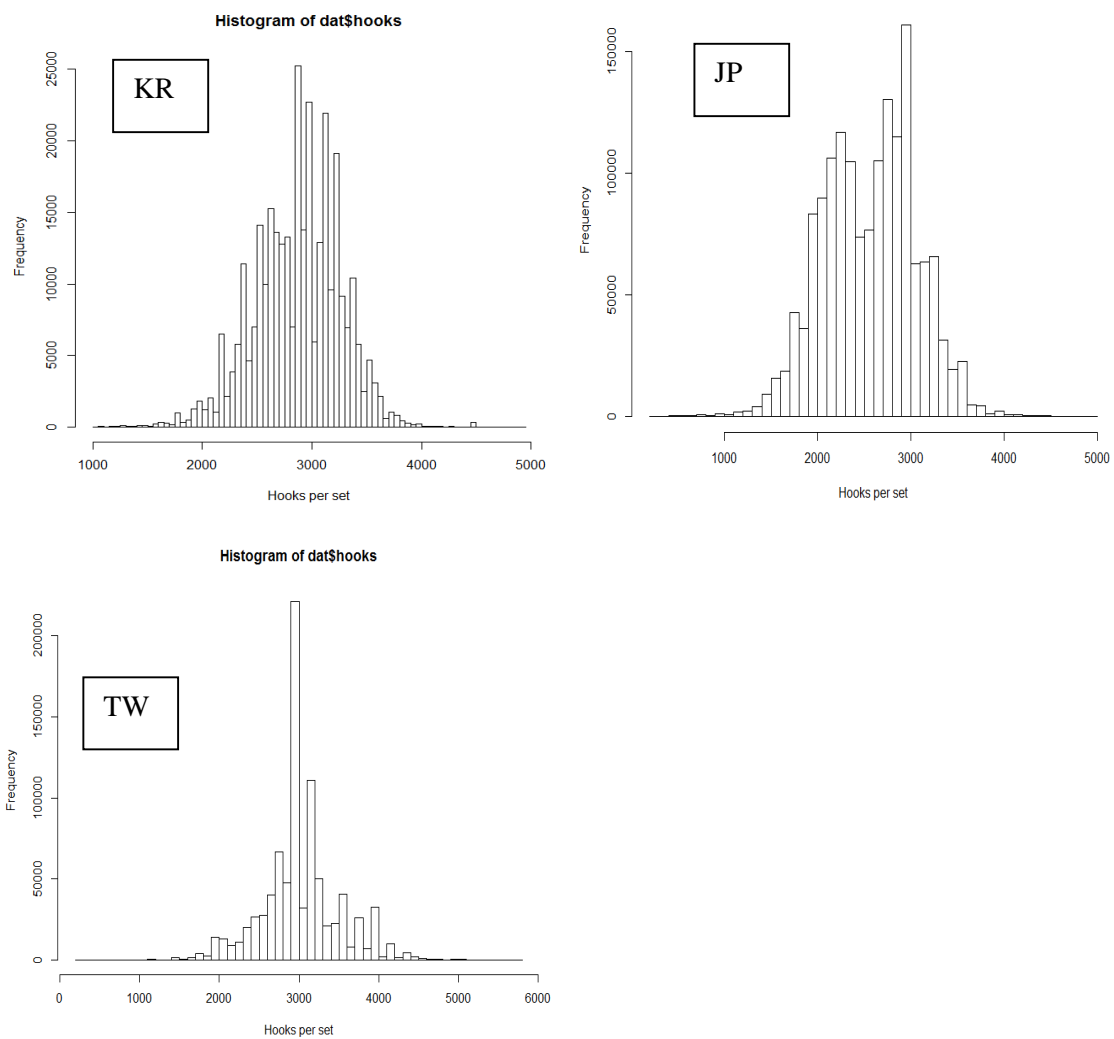 Histogram of dat$hooks
KR
Frequency
0
5000
10000
15000
20000
25000
1000 2000 3000 4000 5000
Hooks per set
JP
Frequency
0
50000
100000
150000
1000 2000 3000 4000 5000
Hooks per set
Histogram of dat$hooks
TW
Frequency
0
50000
100000
150000
200000
0 1000 2000 3000 4000 5000 6000
Hooks per set